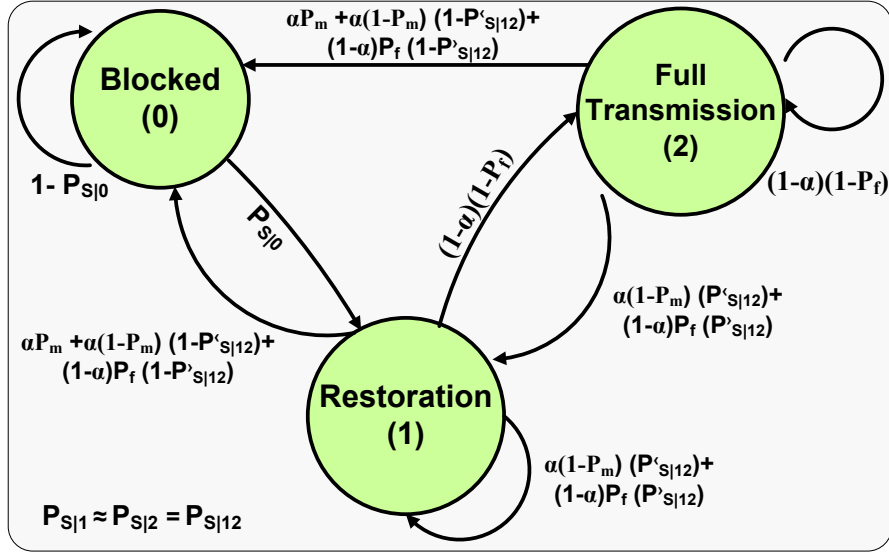 αPₘ +α(1-Pₘ) (1-P‘S|12)+
(1-α)Pf (1-P’S|12)
Blocked
(0)
Full
Transmission
(2)
1- PS|0
PS|0
(1-α)(1-Pf)
(1-α)(1-Pf)
αPₘ +α(1-Pₘ) (1-P‘S|12)+
(1-α)Pf (1-P’S|12)
α(1-Pₘ) (P‘S|12)+
(1-α)Pf (P’S|12)
Restoration
(1)
α(1-Pₘ) (P‘S|12)+
(1-α)Pf (P’S|12)
PS|1 ≈ PS|2 = PS|12